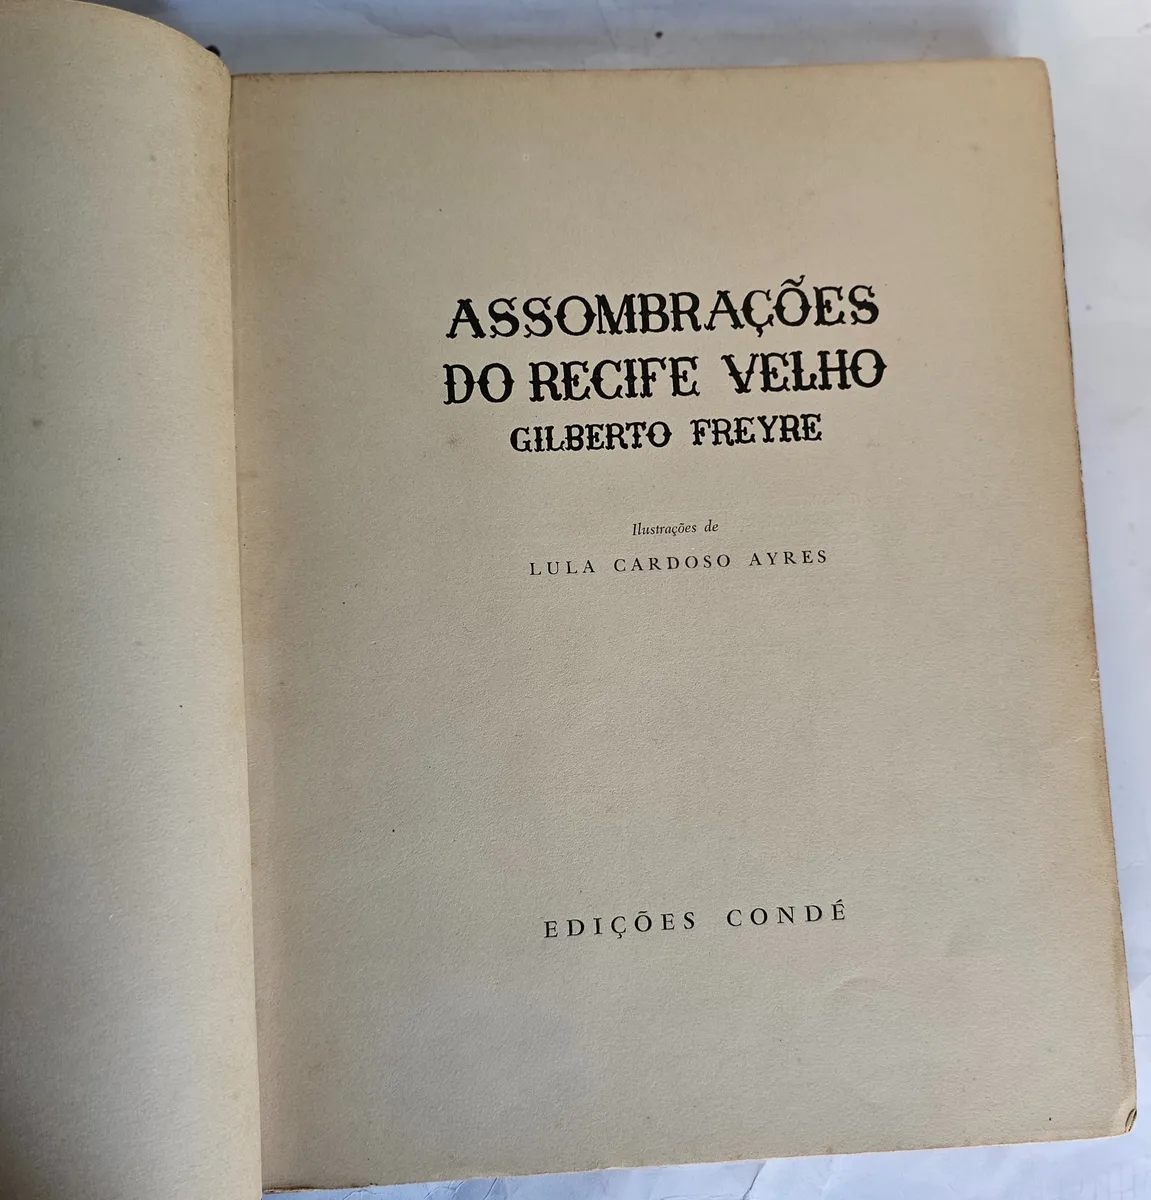 ASSOMBRAÇÕES
DO RECIFE VELHO
GILBERTO FREYRE
Ilustrações de
LULA CARDOSO AYRES
EDIÇÕES CONDÉ